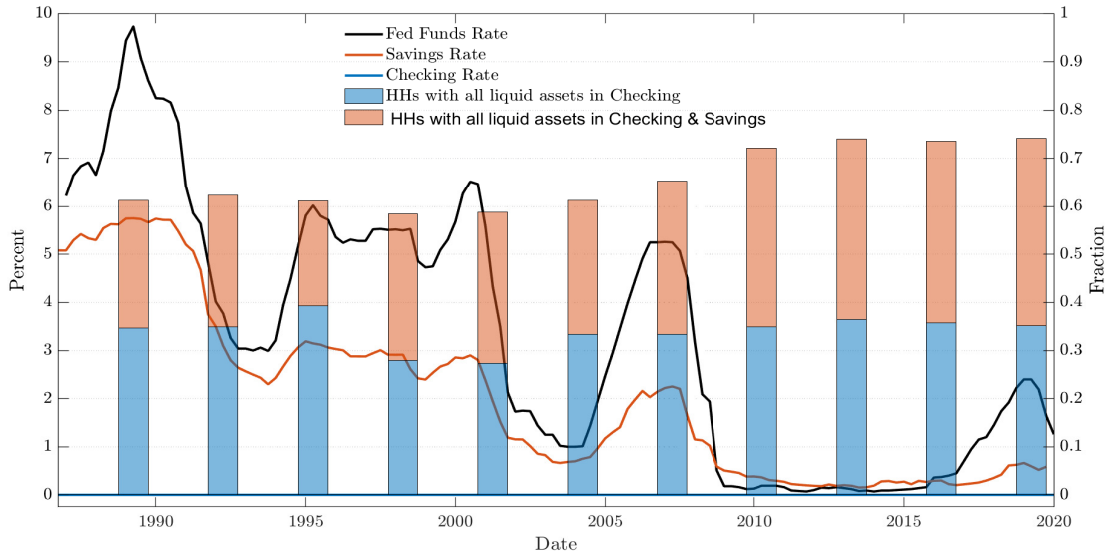 Fed Funds Rate
Savings Rate
Checking Rate
HHs with all liquid assets in Checking
HHs with all liquid assets in Checking & Savings
10
9
8
7
6
5
4
3
2
1
0
Percent
1
0.9
0.8
0.7
0.6
0.5
0.4
0.3
0.2
0.1
0
Fraction
1990 1995 2000 2005 2010 2015 2020
Date